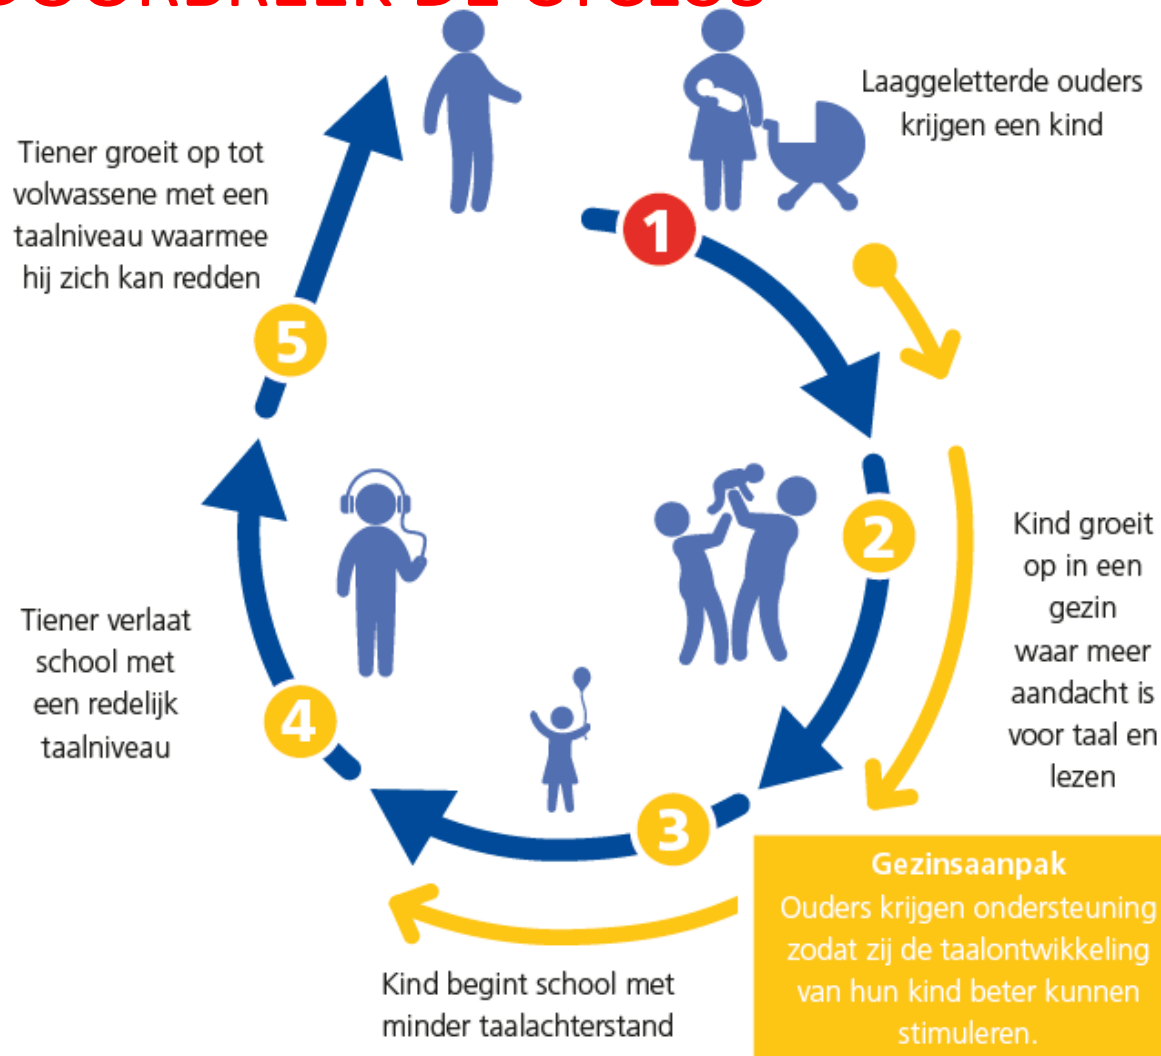 DOORBREEK DE CYCLUS
Laaggeletterde ouders
krijgen een kind
1
2
Kind groeit
op in een
gezin
waar meer
aandacht is
voor taal en
lezen
Gezinsaanpak
Ouders krijgen ondersteuning
zodat zij de taalontwikkeling
van hun kind beter kunnen
stimuleren.
3
Kind begint school met
minder taalachterstand
4
Tiener verlaat
school met
een redelijk
taalniveau
5
Tiener groeit op tot
volwassene met een
taalniveau waarmee
hij zich kan redden